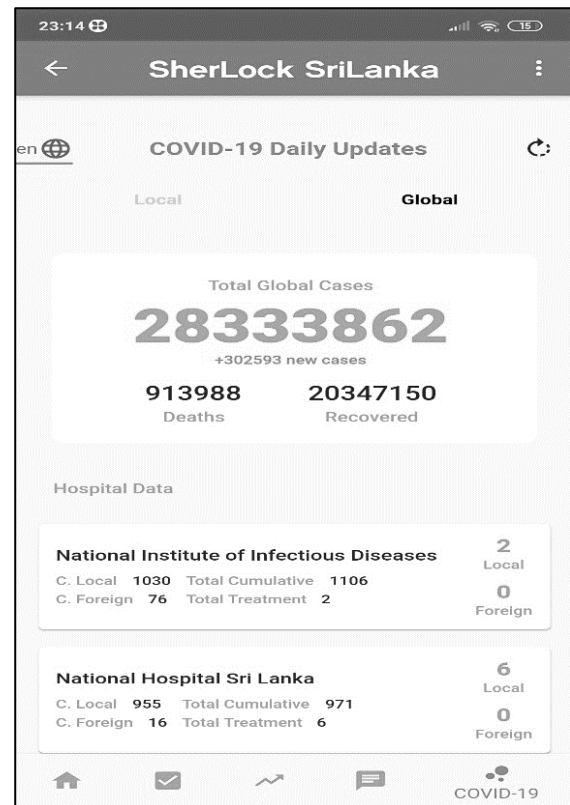 23:14 15
SherLock SriLanka
en COVID-19 Daily Updates
Local Global
Total Global Cases
28333862
+302593 new cases
913988 20347150
Deaths Recovered
Hospital Data
National Institute of Infectious Diseases
C. Local 1030 Total Cumulative 1106
C. Foreign 76 Total Treatment 2
2
Local
0
Foreign
National Hospital Sri Lanka
C. Local 955 Total Cumulative 971
C. Foreign 16 Total Treatment 6
6
Local
0
Foreign
COVID-19